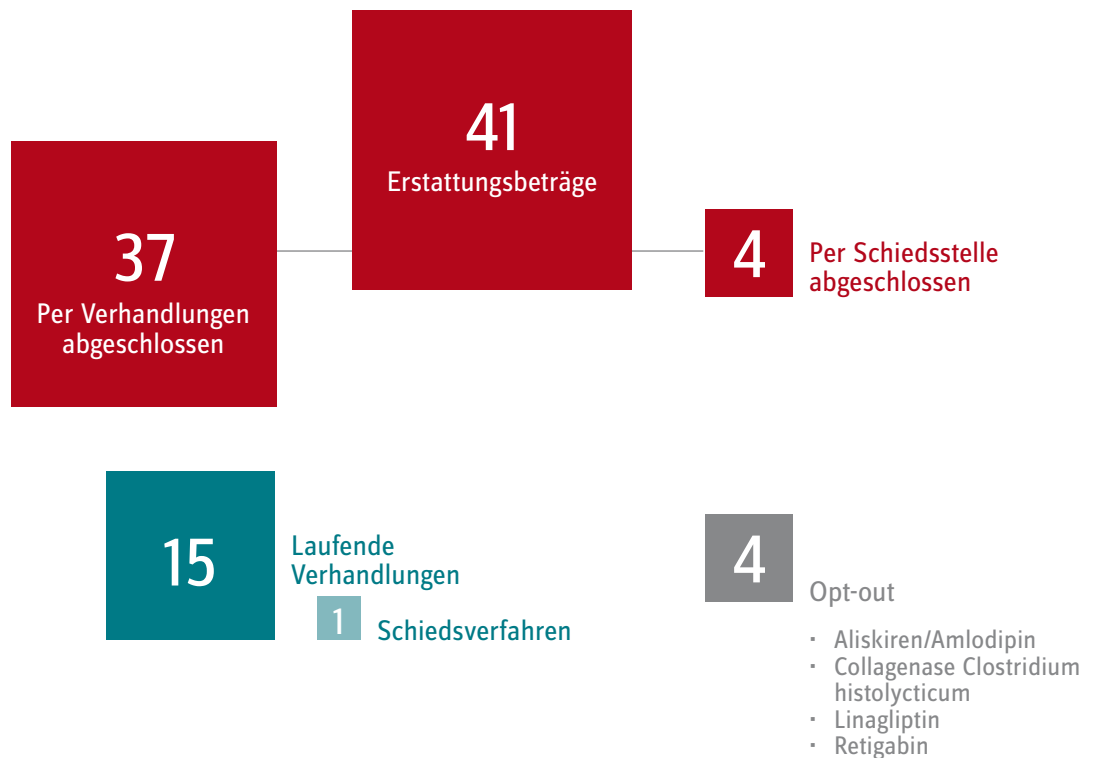 41
Erstattungsbeträge
37
Per Verhandlungen
abgeschlossen
4
Per Schiedsstelle
abgeschlossen
15
Laufende
Verhandlungen
1
Schiedsverfahren
4
Opt-out
· Aliskiren/Amlodipin
· Collagenase Clostridium
histolycticum
· Linagliptin
· Retigabin